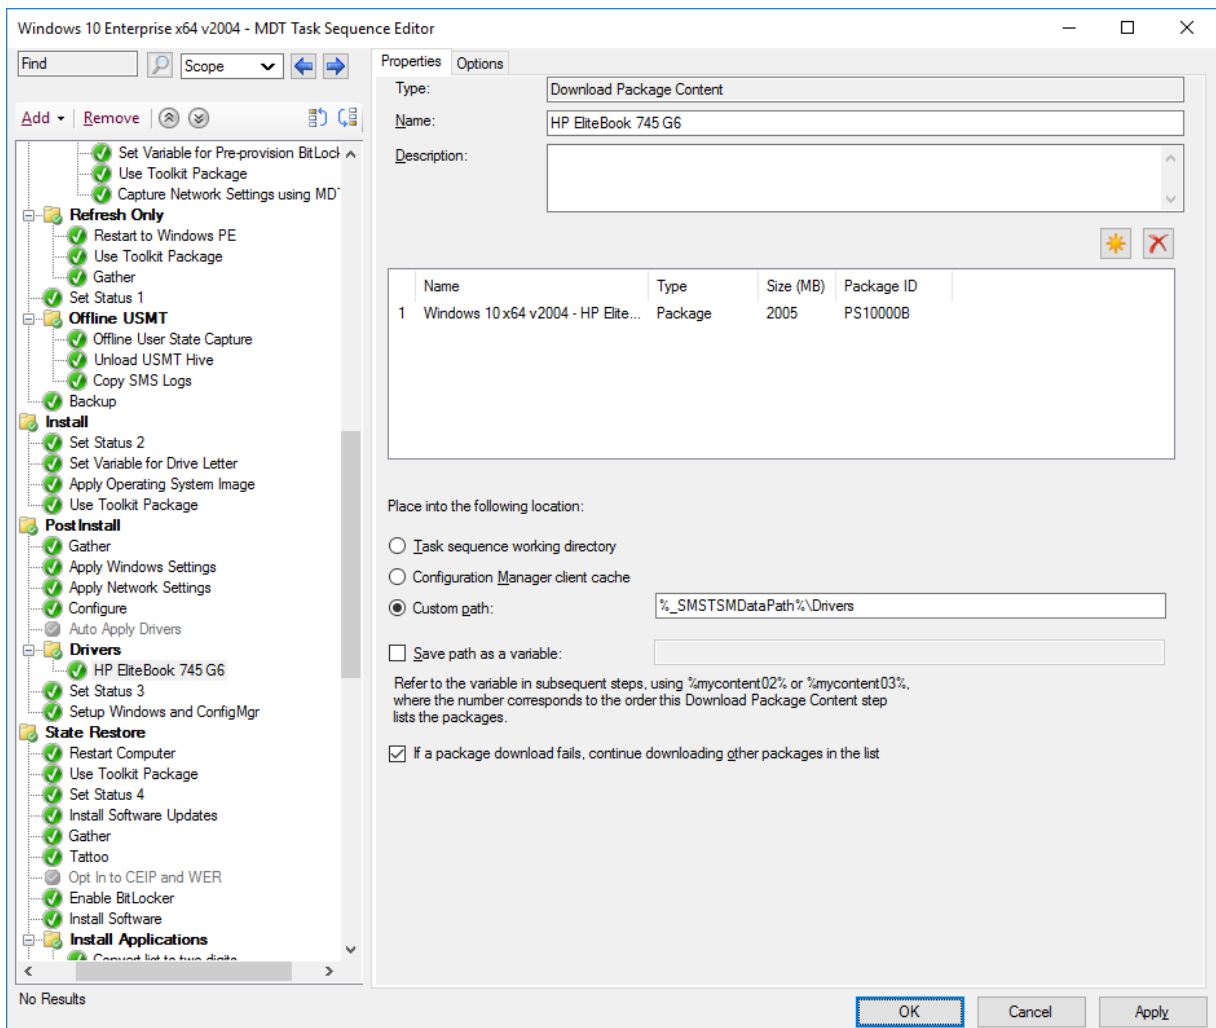 Windows 10 Enterprise x64 v2004 - MDT Task Sequence Editor
Find
Scope
Add
Remove
Set Variable for Pre-provision BitLock
Use Toolkit Package
Capture Network Settings using MDT
Refresh Only
Restart to Windows PE
Use Toolkit Package
Gather
Set Status 1
Offline USMT
Offline User State Capture
Unload USMT Hive
Copy SMS Logs
Backup
Install
Set Status 2
Set Variable for Drive Letter
Apply Operating System Image
Use Toolkit Package
PostInstall
Gather
Apply Windows Settings
Apply Network Settings
Configure
Auto Apply Drivers
Drivers
HP EliteBook 745 G6
Set Status 3
Setup Windows and ConfigMgr
State Restore
Restart Computer
Use Toolkit Package
Set Status 4
Install Software Updates
Gather
Tattoo
Opt In to CEIP and WER
Enable BitLocker
Install Software
Install Applications
Convert list to two digits
No Results
Properties Options
Type: Download Package Content
Name: HP EliteBook 745 G6
Description:
Name Type Size (MB) Package ID
1 Windows 10 x64 v2004 - HP Elite... Package 2005 PS10000B
Place into the following location:
Task sequence working directory
Configuration Manager client cache
Custom path: %_SMSTSMDataPath%\Drivers
Save path as a variable:
Refer to the variable in subsequent steps, using %mycontent02% or %mycontent03%,
where the number corresponds to the order this Download Package Content step
lists the packages.
If a package download fails, continue downloading other packages in the list
OK Cancel Apply